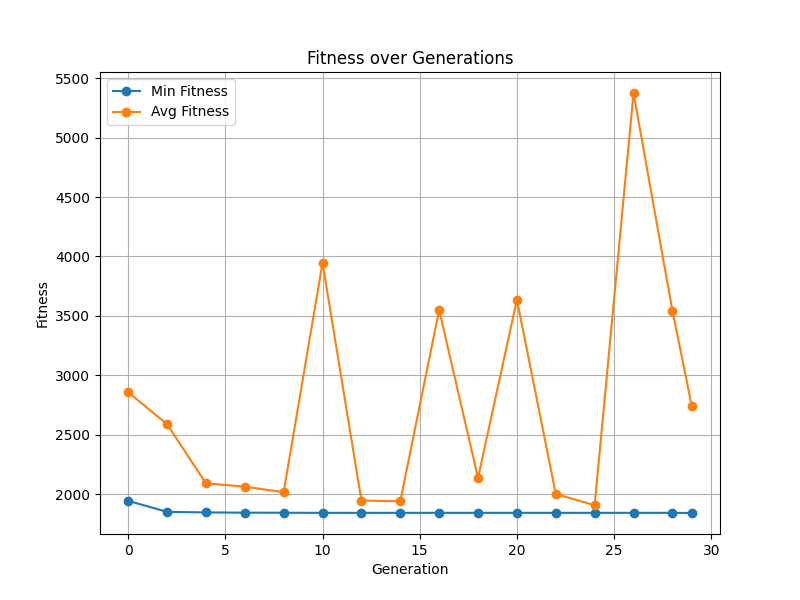 Fitness over Generations
Min Fitness
Avg Fitness
5500
5000
4500
4000
3500
3000
2500
2000
Fitness
0 5 10 15 20 25 30
Generation